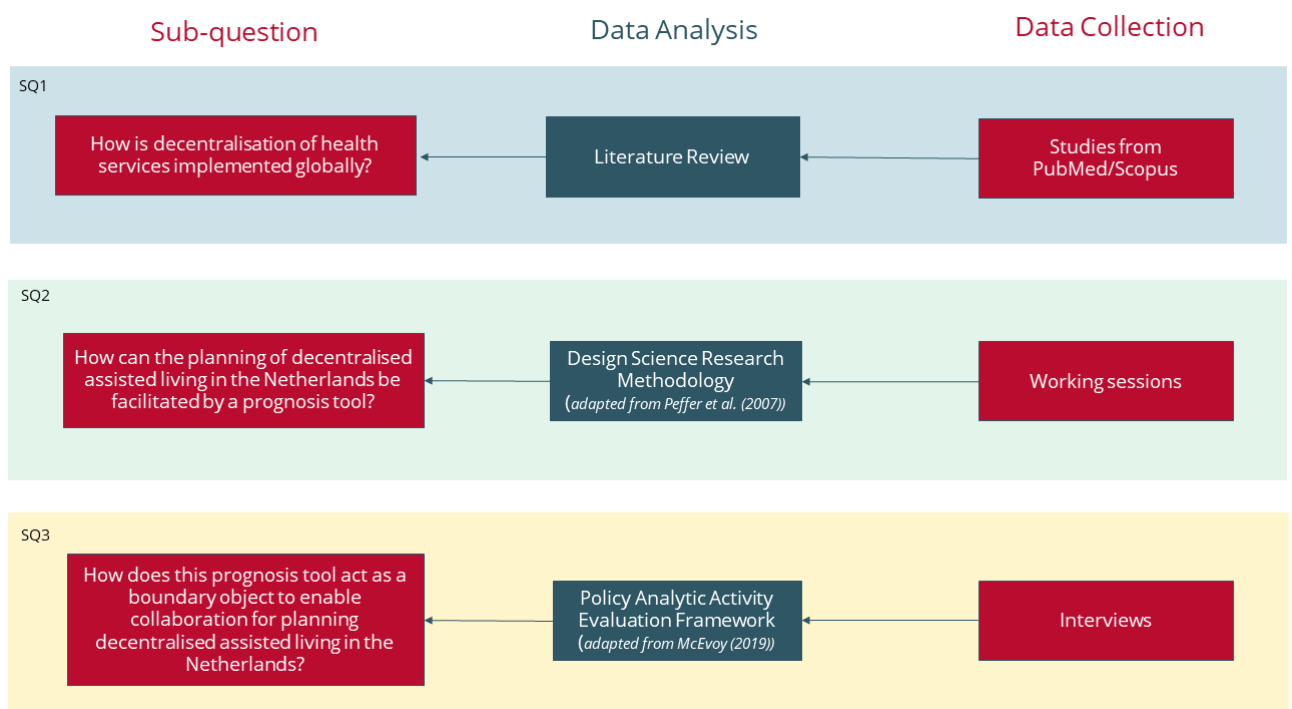 Sub-question
Data Analysis
Data Collection
SQ1
How is decentralisation of health
services implemented globally?
Literature Review
Studies from
PubMed/Scopus
SQ2
How can the planning of decentralised
assisted living in the Netherlands be
facilitated by a prognosis tool?
Design Science Research
Methodology
(adapted from Peffer et al. (2007))
Working sessions
SQ3
How does this prognosis tool act as a
boundary object to enable
collaboration for planning
decentralised assisted living in the
Netherlands?
Policy Analytic Activity
Evaluation Framework
(adapted from McEvoy (2019))
Interviews